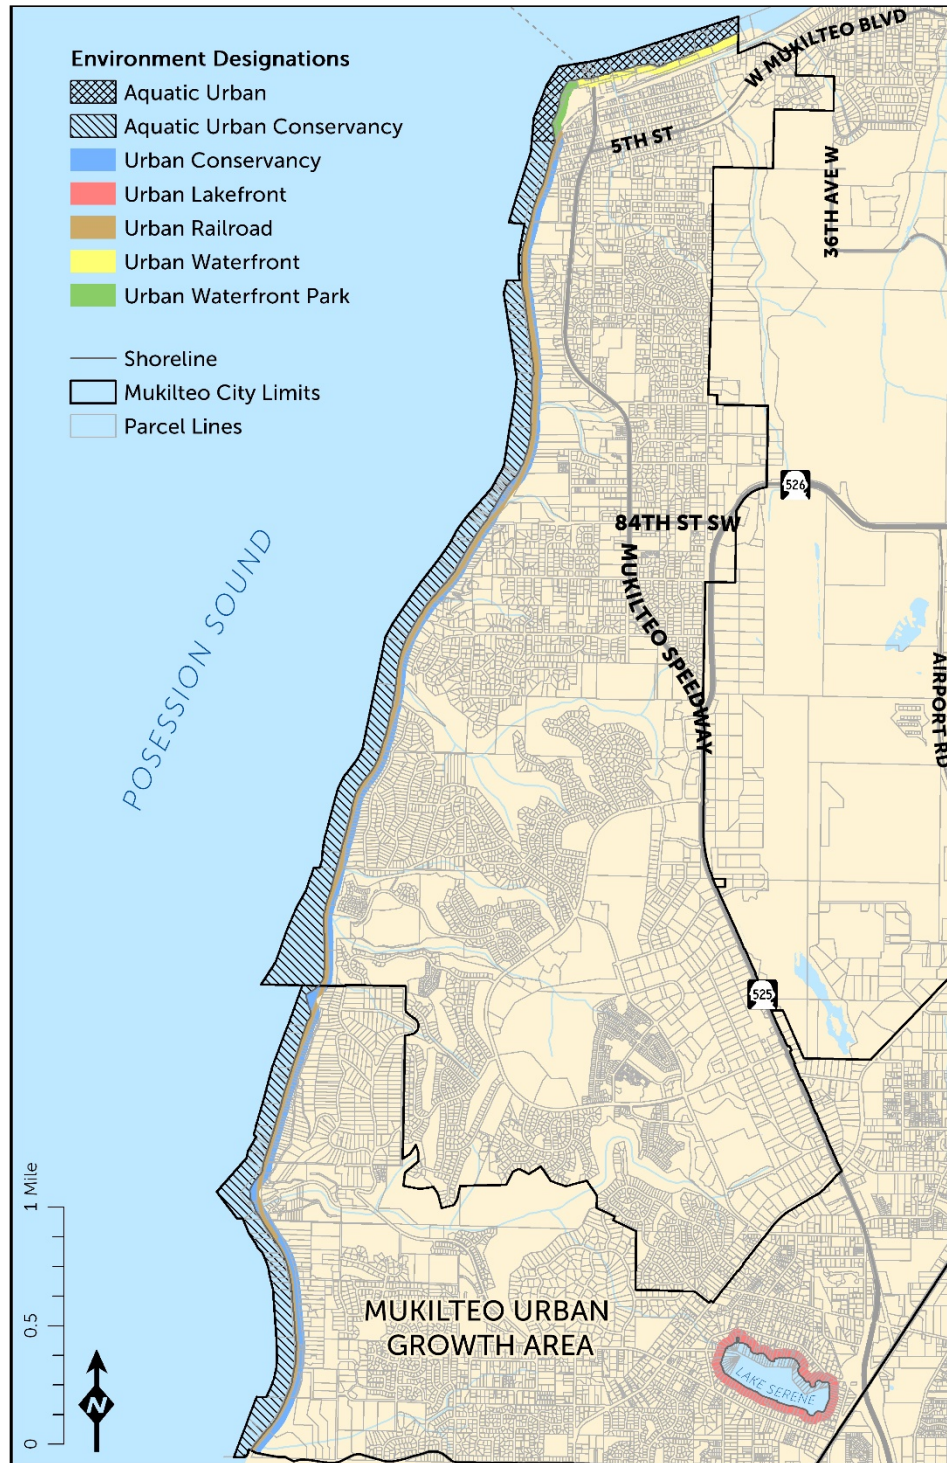 Environment Designations
Aquatic Urban
Aquatic Urban Conservancy
Urban Conservancy
Urban Lakefront
Urban Railroad
Urban Waterfront
Urban Waterfront Park
Shoreline
Mukilteo City Limits
Parcel Lines
W MUKILTEO BLVD
5TH ST
36TH AVE W
526
84TH ST SW
MUKILTEO SPEEDWAY
POSESSION SOUND
AIRPORT RD
525
1 Mile
0.5
0
N
MUKILTEO URBAN
GROWTH AREA
LAKE SERENE